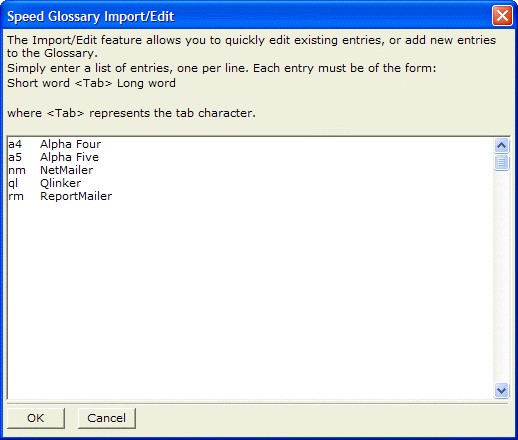 Speed Glossary Import/Edit
The Import/Edit feature allows you to quickly edit existing entries, or add new entries
to the Glossary.
Simply enter a list of entries, one per line. Each entry must be of the form:
Short word <Tab> Long word
where <Tab> represents the tab character.
a4 Alpha Four
a5 Alpha Five
nm NetMailer
ql Qlinker
rm ReportMailer
OK Cancel